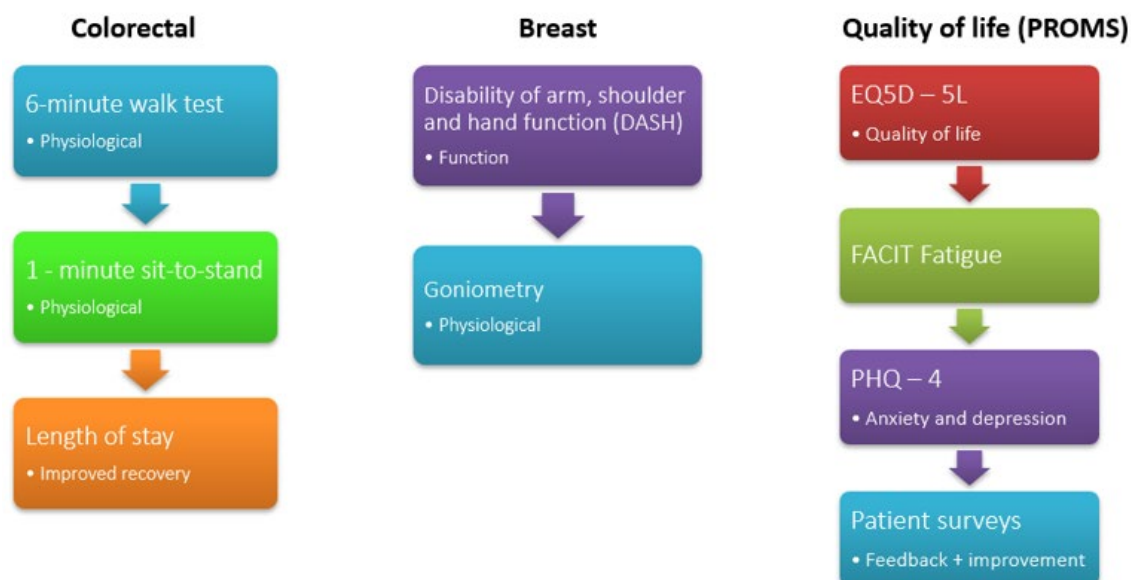 Colorectal
6-minute walk test
• Physiological
1 - minute sit-to-stand
• Physiological
Length of stay
• Improved recovery
Breast
Disability of arm, shoulder
and hand function (DASH)
• Function
Goniometry
• Physiological
Quality of life (PROMS)
EQ5D – 5L
• Quality of life
FACIT Fatigue
PHQ – 4
• Anxiety and depression
Patient surveys
• Feedback + improvement